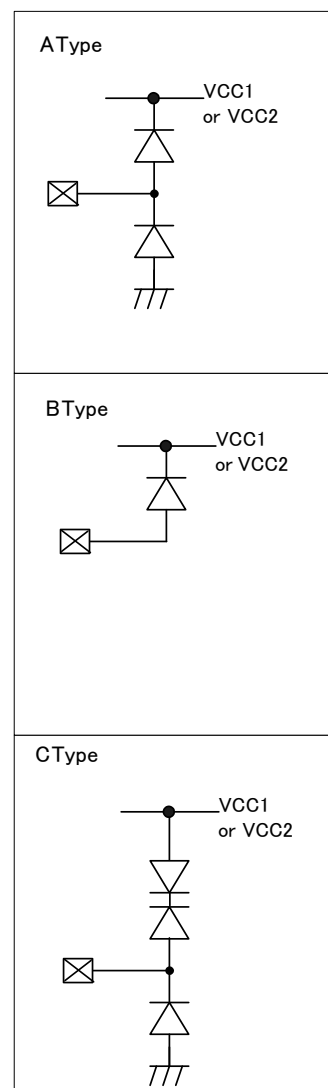 AType
VCC1
or VCC2
BType
VCC1
or VCC2
CType
VCC1
or VCC2